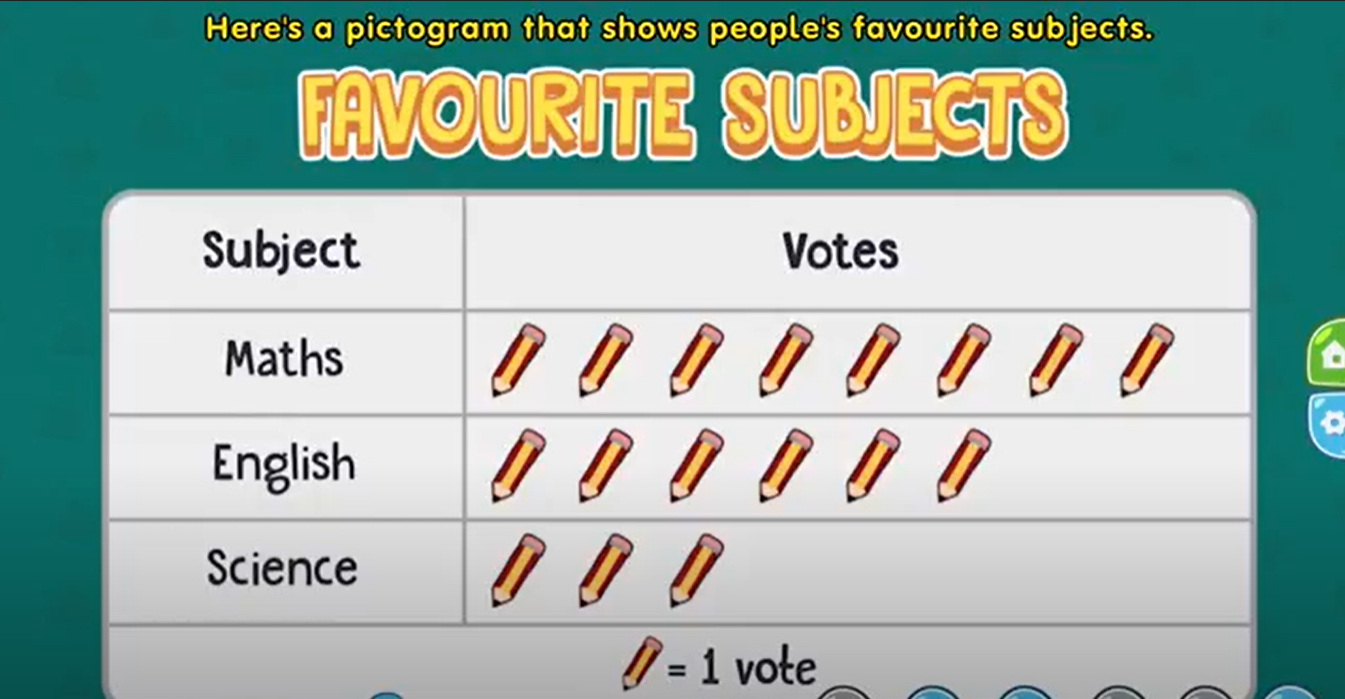 Here's a pictogram that shows people's favourite subjects.
FAVOURITE SUBJECTS
Subject Votes
Maths
English
Science
= 1 vote